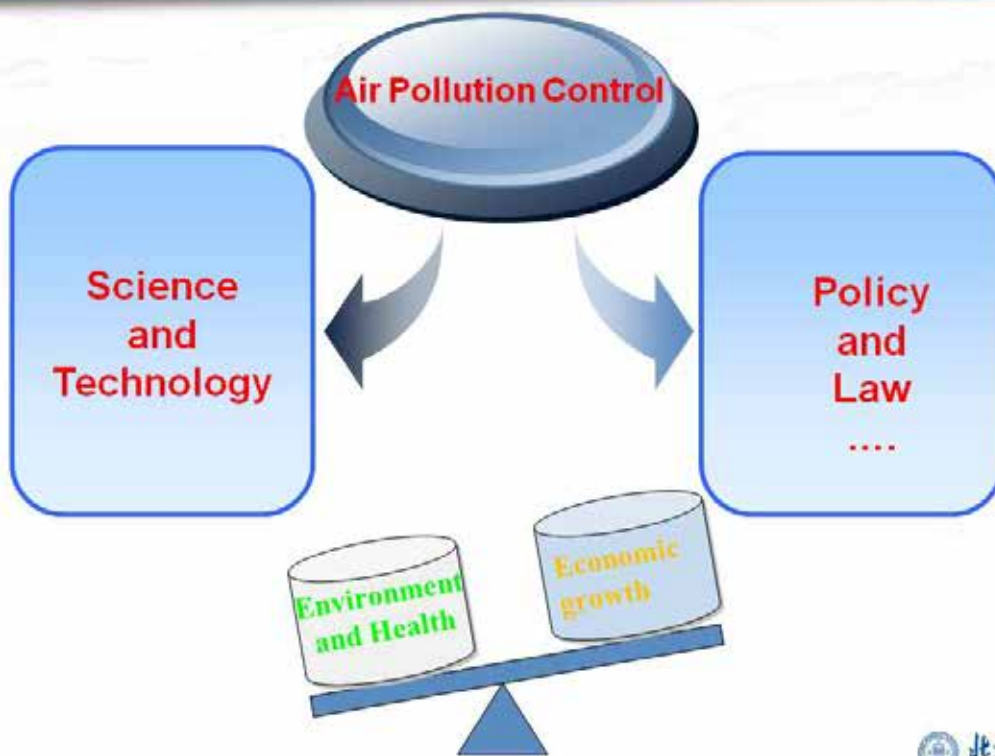 Air Pollution Control
Science
and
Technology
Policy
and
Law
....
Environment
and Health
Economic
growth